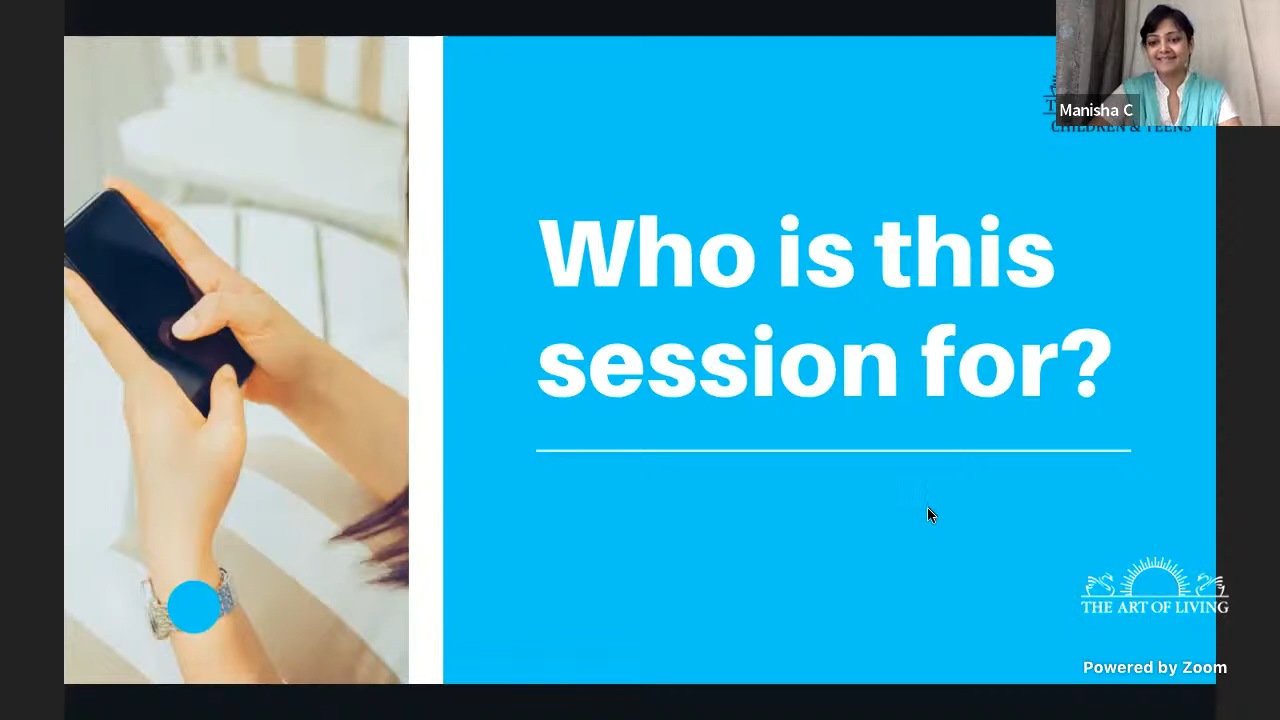 Manisha C
CHILDREN & TEENS
Who is this
session for?
THE ART OF LIVING
Powered by Zoom